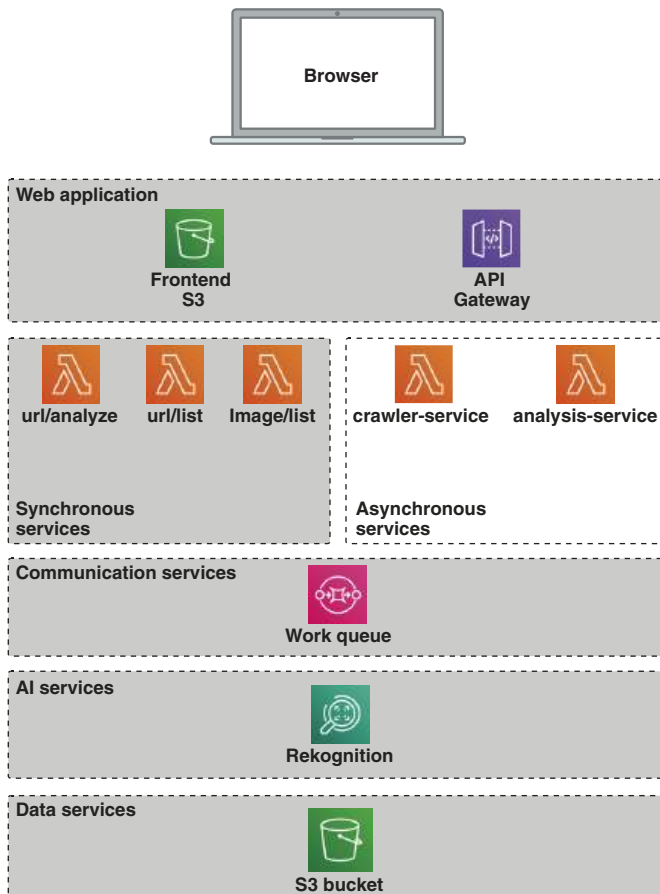 Browser
Web application
Frontend
S3
API
Gateway
url/analyze
url/list
Image/list
Synchronous
services
crawler-service
analysis-service
Asynchronous
services
Communication services
Work queue
AI services
Rekognition
Data services
S3 bucket